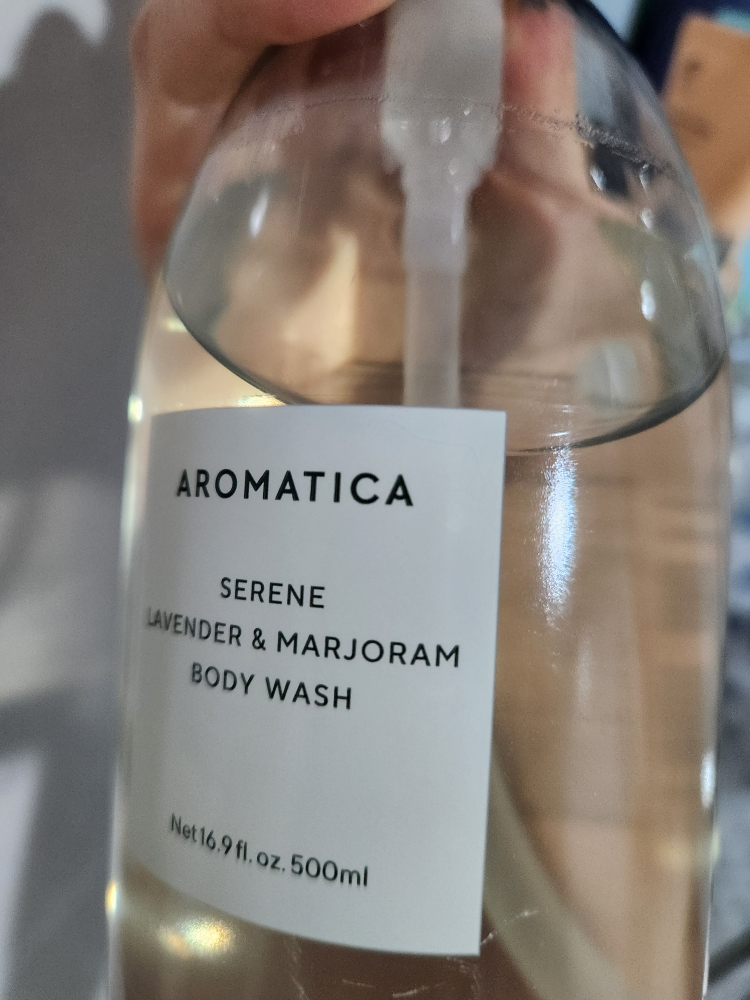 AROMATICA
SERENE
LAVENDER & MARJORAM
BODY WASH
Net 16.9 fl. oz. 500ml